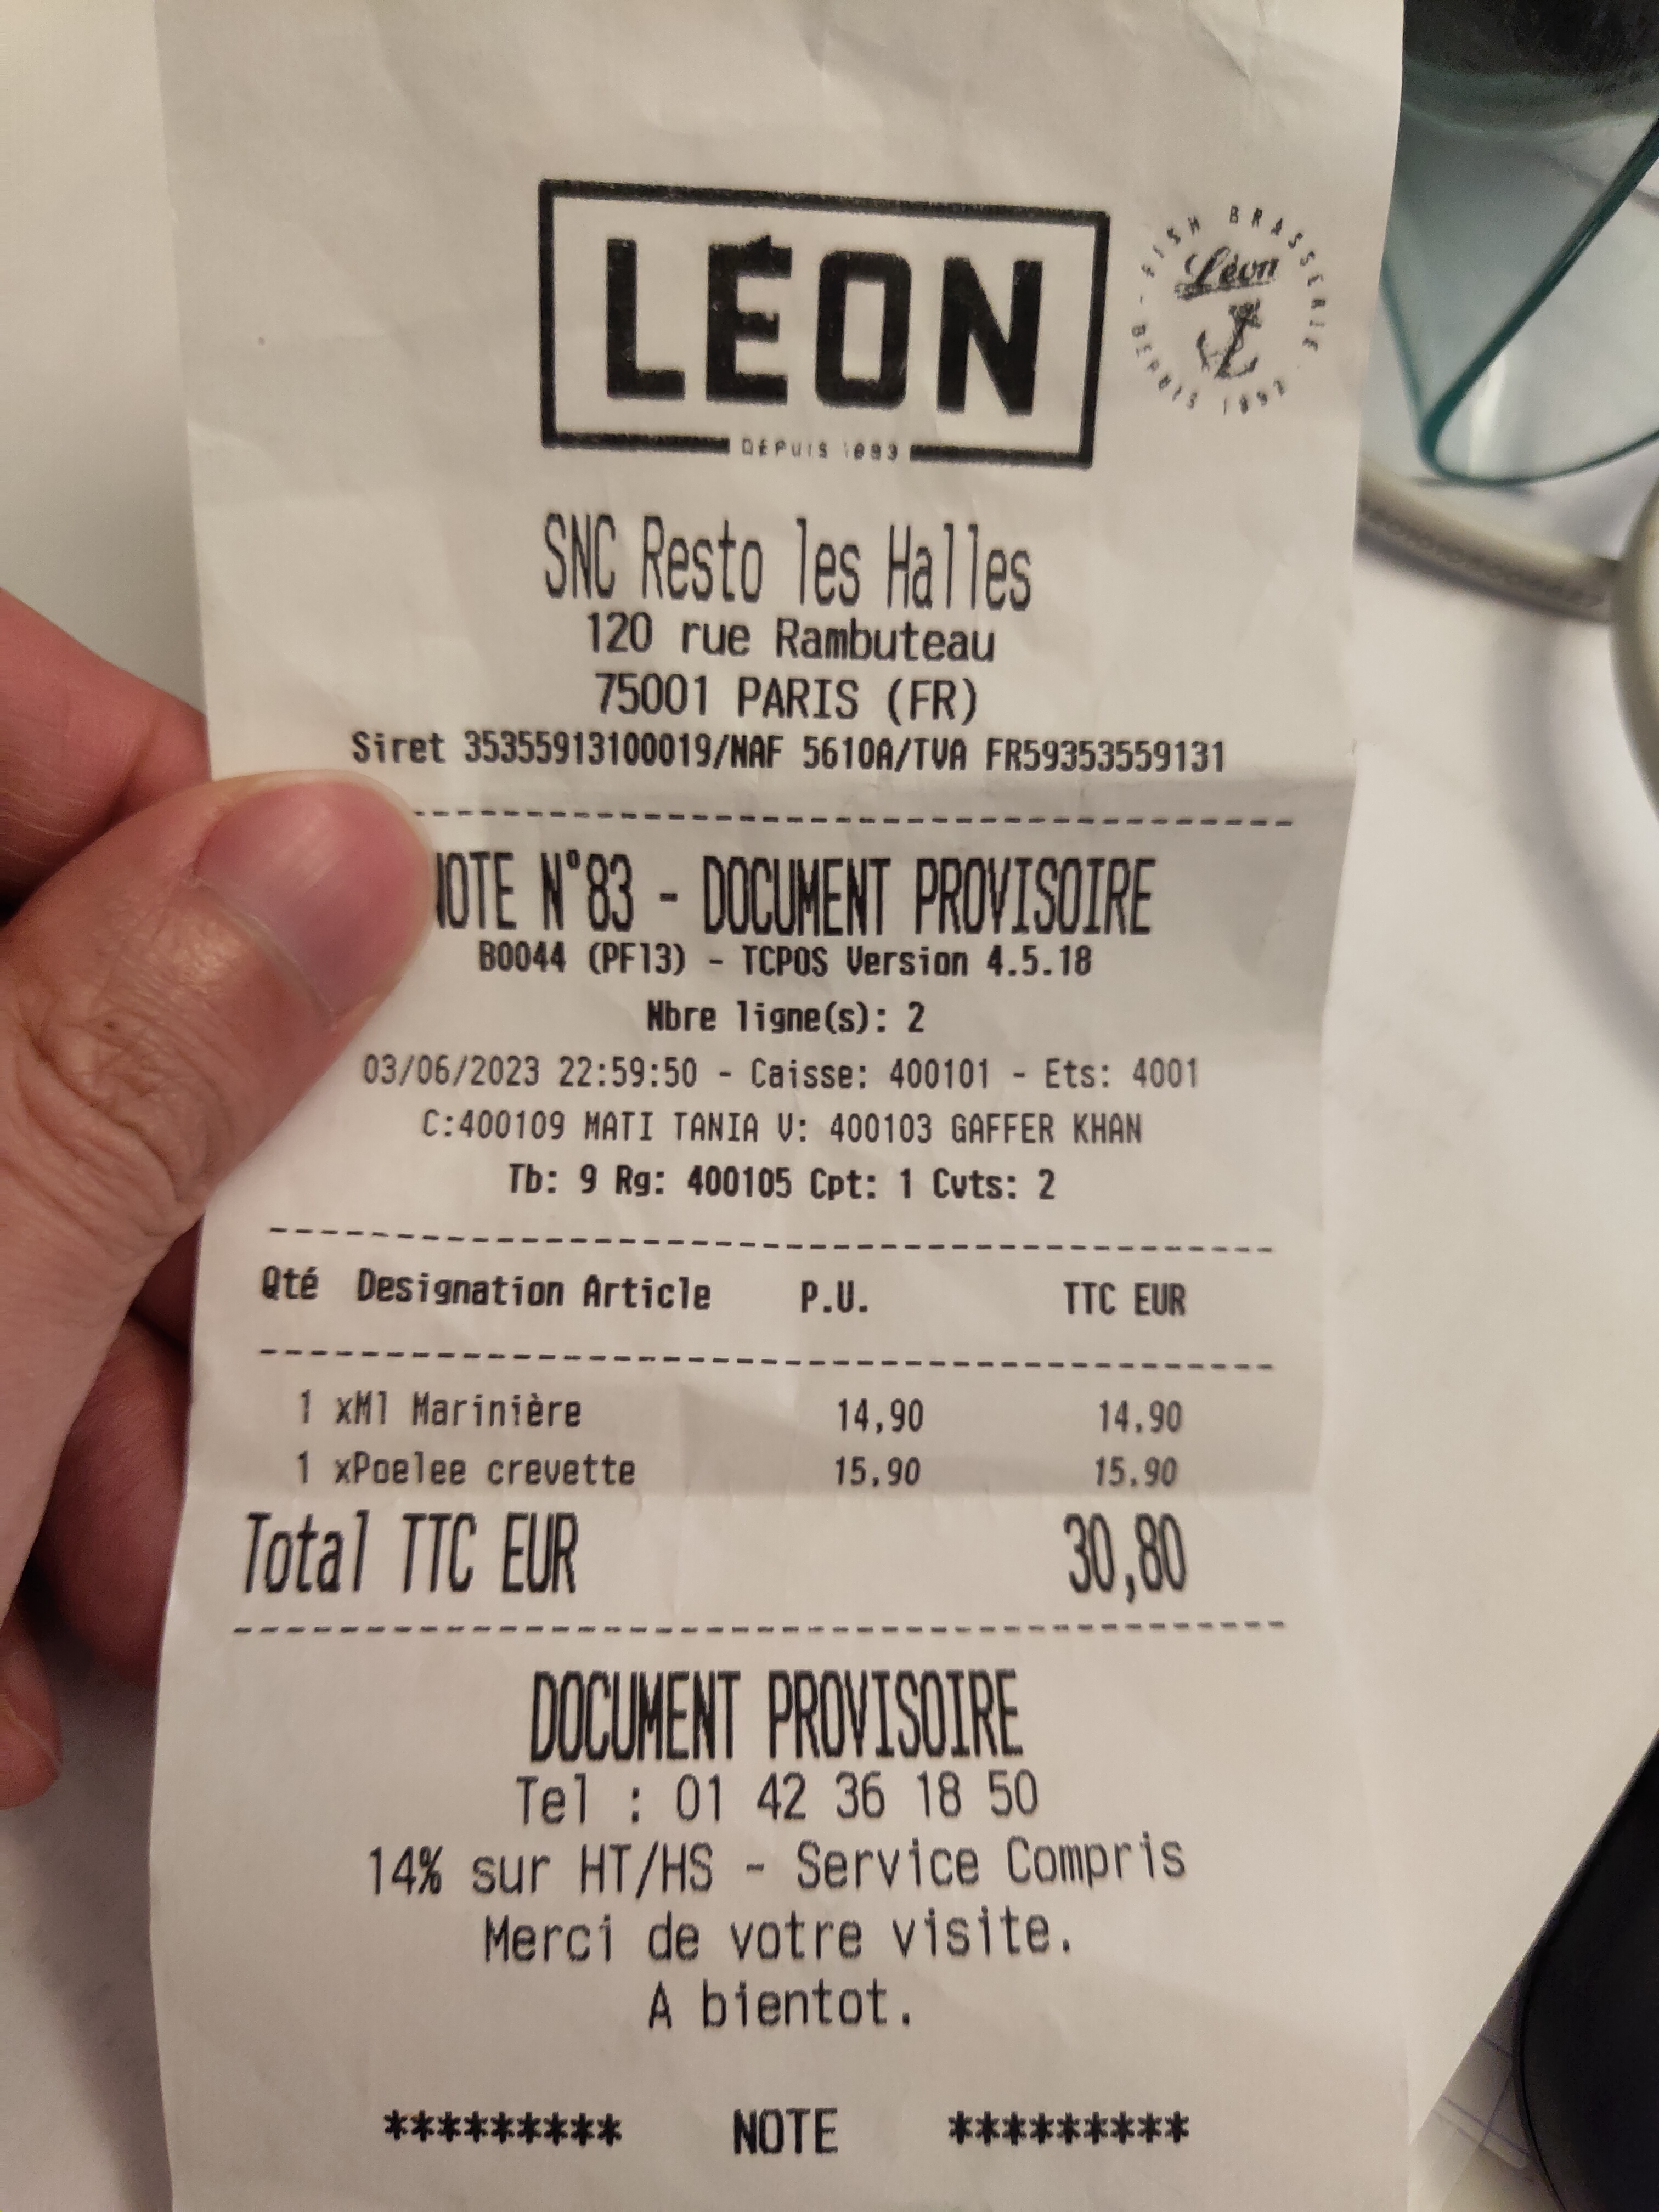 LÉON
DEPUIS 1893
FISH BRASSERIE
Léon
DEPUIS 1893
SNC Resto les Halles
120 rue Rambuteau
75001 PARIS (FR)
Siret 35355913100019/NAF 5610A/TVA FR59353559131
NOTE N°83 - DOCUMENT PROVISOIRE
B0044 (PF13) - TCPOS Version 4.5.18
Nbre ligne(s): 2
03/06/2023 22:59:50 - Caisse: 400101 - Ets: 4001
C:400109 MATI TANIA V: 400103 GAFFER KHAN
Tb: 9 Rg: 400105 Cpt: 1 Cvts: 2
Qté Designation Article P.U. TTC EUR
1 xMl Marinière 14,90 14,90
1 xPoelee crevette 15,90 15,90
Total TTC EUR 30,80
DOCUMENT PROVISOIRE
Tel : 01 42 36 18 50
14% sur HT/HS - Service Compris
Merci de votre visite.
A bientot.
********* NOTE *********